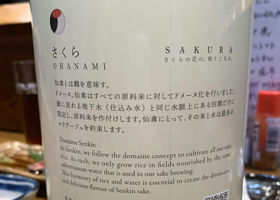 さくら
OHANAMI
SAKURA
さくらの花の、咲くころに。
仙禽とは鶴を意味す。
ドメーヌ、仙禽はすべての原料米に対してドメーヌ化を行いました。
蔵に流れる地下水（仕込み水）と同じ水脈上にある田圃だけに
限定し、原料米を作付けします。仙禽にとって、その米と水は最良の
マリアージュを約束します。
Domaine Senkin
At Senkin, we follow the domaine concept to cultivate all our sake
rice. As such, we only grow rice in fields nourished by the same
subterranean water that is used in our sake brewing.
This harmony of rice and water is essential to create the
and delicious flavour of Senkin sake.